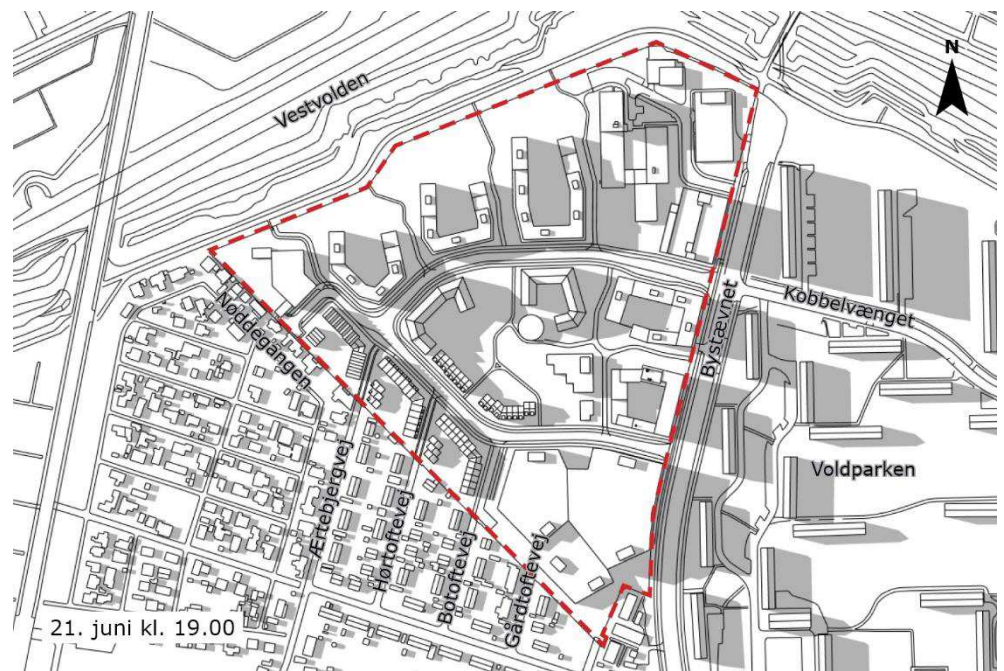 N
Vestvolden
Nøddegangen
Bystævnet
Kobbelvænget
Voldparken
Ærtebjergvej
Hørtoftevej
Botoftevej
Gårdtoftevej
21. juni kl. 19.00